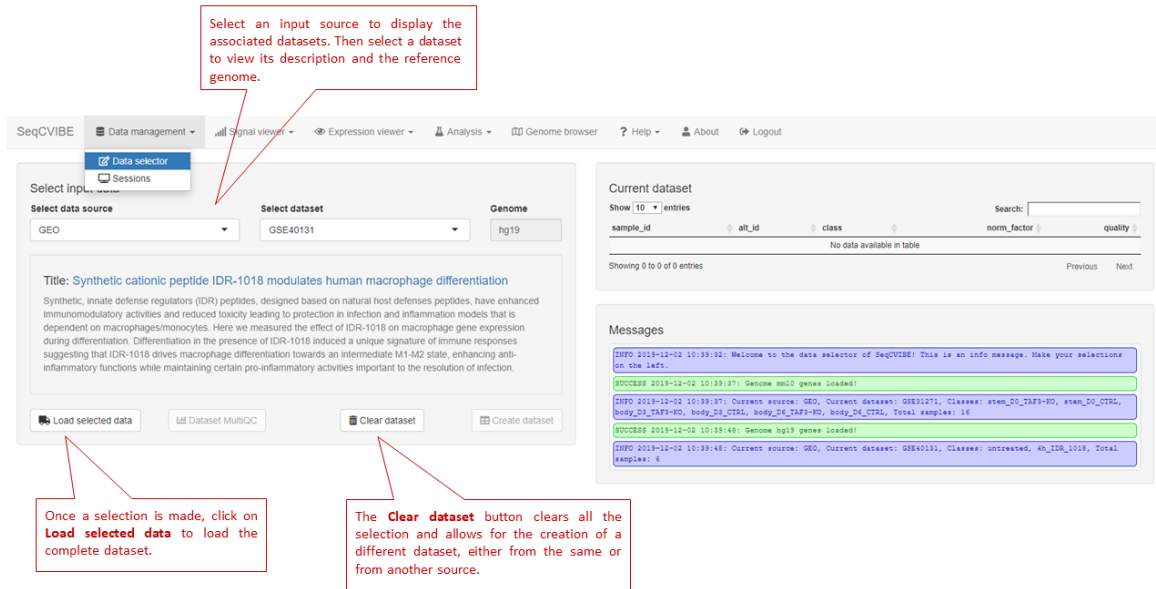 Select an input source to display the
associated datasets. Then select a dataset
to view its description and the reference
genome.
SeqCVIBE Data management Signal viewer Expression viewer Analysis Genome browser Help About Logout
Data selector
Sessions
Select input data
Select data source Select dataset Genome
GEO GSE40131 hg19
Title: Synthetic cationic peptide IDR-1018 modulates human macrophage differentiation
Synthetic, innate defense regulators (IDR) peptides, designed based on natural host defenses peptides, have enhanced
immunomodulatory activities and reduced toxicity leading to protection in infection and inflammation models that is
dependent on macrophages/monocytes. Here we measured the effect of IDR-1018 on macrophage gene expression
during differentiation. Differentiation in the presence of IDR-1018 induced a unique signature of immune responses
suggesting that IDR-1018 drives macrophage differentiation towards an intermediate M1-M2 state, enhancing anti-
inflammatory functions while maintaining certain pro-inflammatory activities important to the resolution of infection.
Load selected data Dataset MultiQC Clear dataset Create dataset
Current dataset
Show 10 entries Search:
sample_id alt_id class norm_factor quality
No data available in table
Showing 0 to 0 of 0 entries Previous Next
Messages
INFO 2019-12-02 10:39:32: Welcome to the data selector of SeqCVIBE! This is an info message. Make your selections
on the left.
SUCCESS 2019-12-02 10:39:37: Genome mm10 genes loaded!
INFO 2019-12-02 10:39:37: Current source: GEO, Current dataset: GSE31271, Classes: stem_D0_TAF3-KO, stem_D0_CTRL,
body_D3_TAF3-KO, body_D3_CTRL, body_D6_TAF3-KO, body_D6_CTRL, Total samples: 16
SUCCESS 2019-12-02 10:39:48: Genome hg19 genes loaded!
INFO 2019-12-02 10:39:48: Current source: GEO, Current dataset: GSE40131, Classes: untreated, 4h_IDR_1018, Total
samples: 6
Once a selection is made, click on
Load selected data to load the
complete dataset.
The Clear dataset button clears all the
selection and allows for the creation of a
different dataset, either from the same or
from another source.